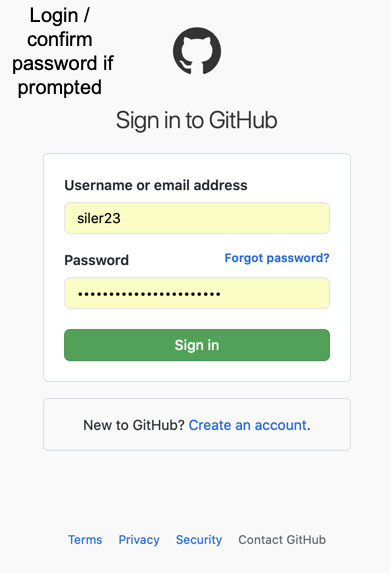 Login /
confirm
password if
prompted
Sign in to GitHub
Username or email address
siler23
Password Forgot password?
•••••••••••••••••••••••
Sign in
New to GitHub? Create an account.
Terms Privacy Security Contact GitHub